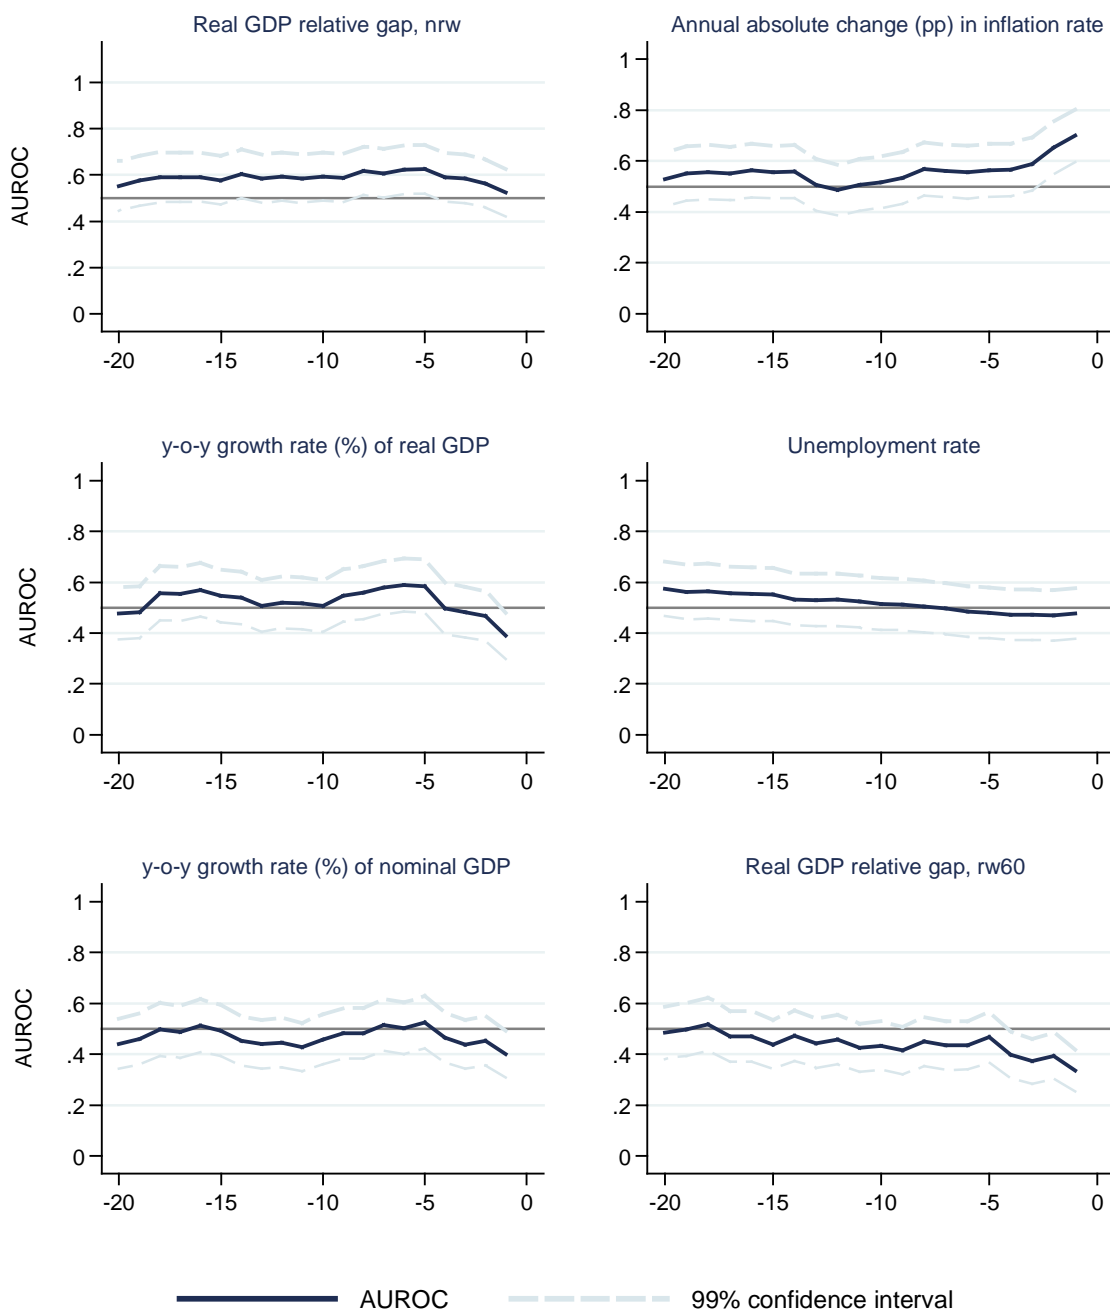 Real GDP relative gap, nrw
AUROC
1
.8
.6
.4
.2
0
-20 -15 -10 -5 0
Annual absolute change (pp) in inflation rate
1
.8
.6
.4
.2
0
-20 -15 -10 -5 0
y-o-y growth rate (%) of real GDP
AUROC
1
.8
.6
.4
.2
0
-20 -15 -10 -5 0
Unemployment rate
1
.8
.6
.4
.2
0
-20 -15 -10 -5 0
y-o-y growth rate (%) of nominal GDP
AUROC
1
.8
.6
.4
.2
0
-20 -15 -10 -5 0
Real GDP relative gap, rw60
1
.8
.6
.4
.2
0
-20 -15 -10 -5 0
AUROC 99% confidence interval